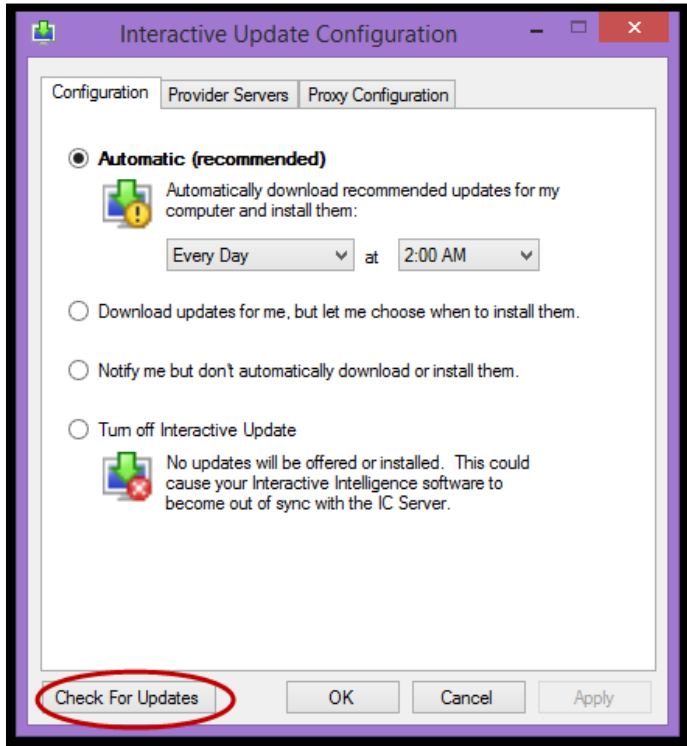 Interactive Update Configuration
Configuration Provider Servers Proxy Configuration
Automatic (recommended)
Automatically download recommended updates for my
computer and install them:
Every Day at 2:00 AM
Download updates for me, but let me choose when to install them.
Notify me but don't automatically download or install them.
Turn off Interactive Update
No updates will be offered or installed. This could
cause your Interactive Intelligence software to
become out of sync with the IC Server.
Check For Updates OK Cancel Apply